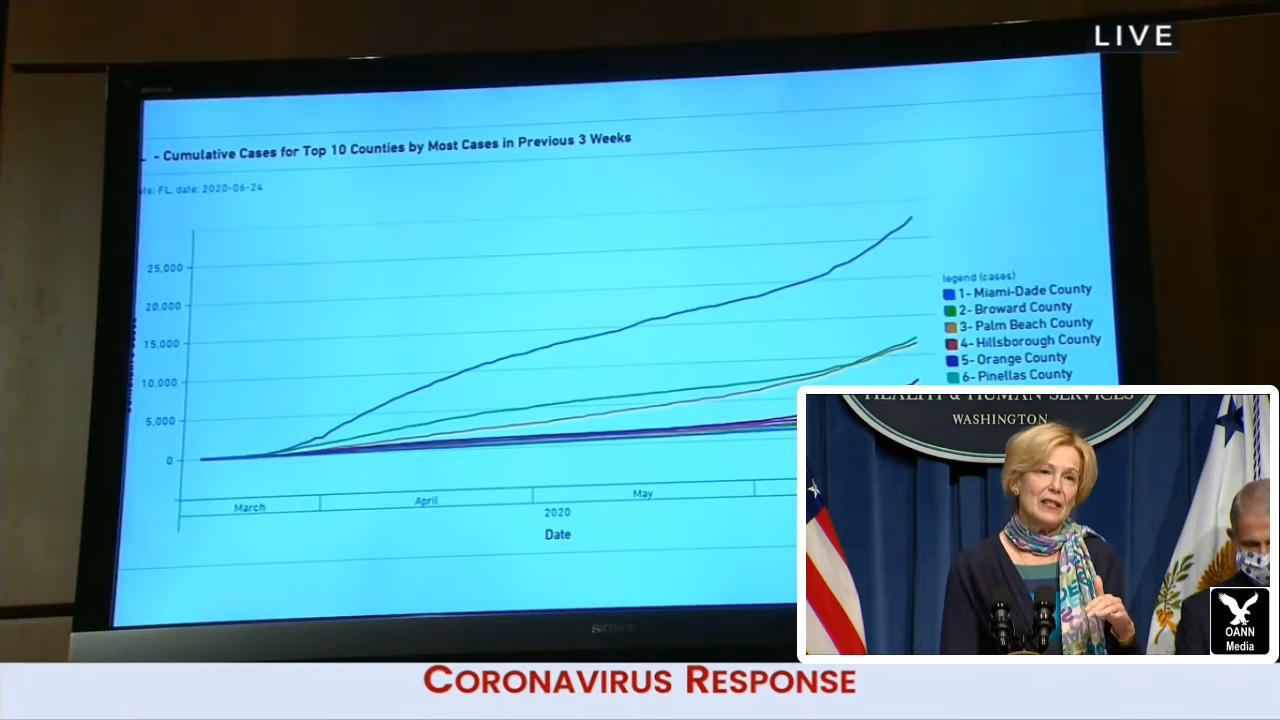 LIVE
- Cumulative Cases for Top 10 Counties by Most Cases in Previous 3 Weeks
FL, date: 2020-06-24
25,000
20,000
15,000
10,000
5,000
0
March
April
May
2020
Date
legend (cases)
1- Miami-Dade County
2- Broward County
3- Palm Beach County
4- Hillsborough County
5- Orange County
6- Pinellas County
SONY
HEALTH & HUMAN SERVICES
WASHINGTON
OANN
Media
CORONAVIRUS RESPONSE